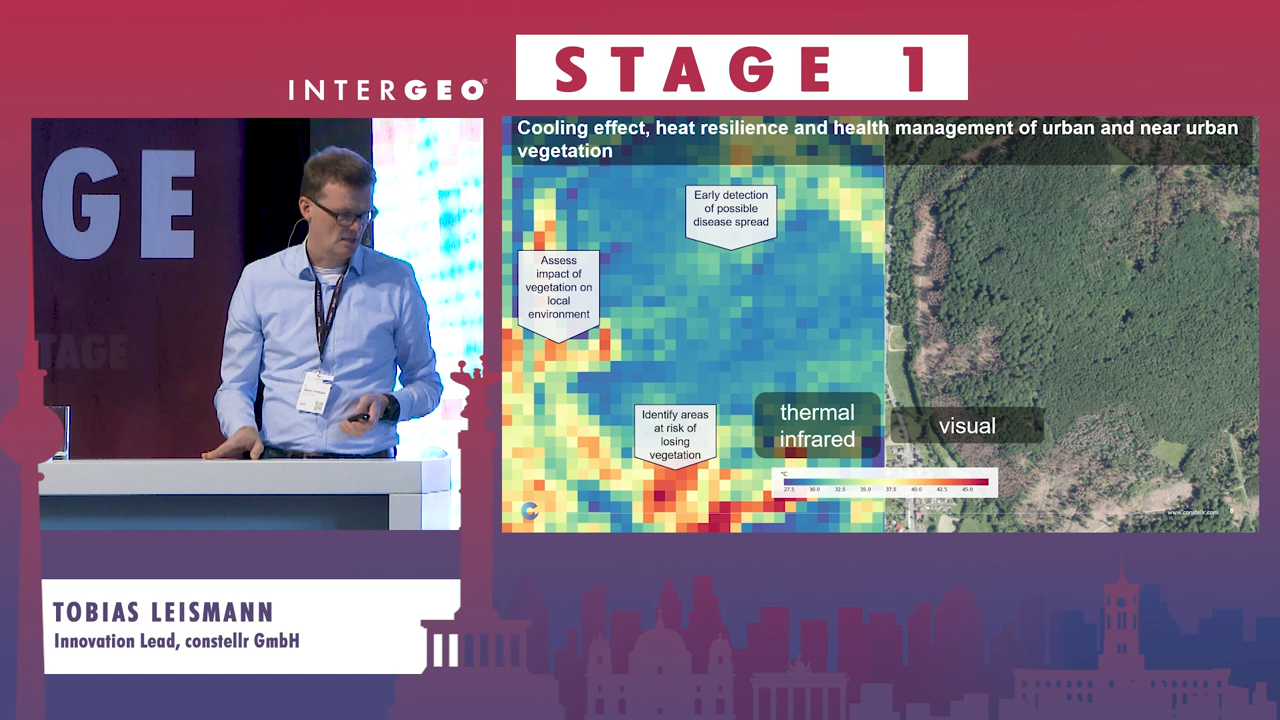 INTERGEO®
STAGE 1
GE
TAGE
Cooling effect, heat resilience and health management of urban and near urban
vegetation
Early detection
of possible
disease spread
Assess
impact of
vegetation on
local
environment
Identify areas
at risk of
losing
vegetation
thermal
infrared
visual
°C
27.5 30.0 32.5 35.0 37.5 40.0 42.5 45.0
www.constellr.com 6
TOBIAS LEISMANN
Innovation Lead, constellr GmbH